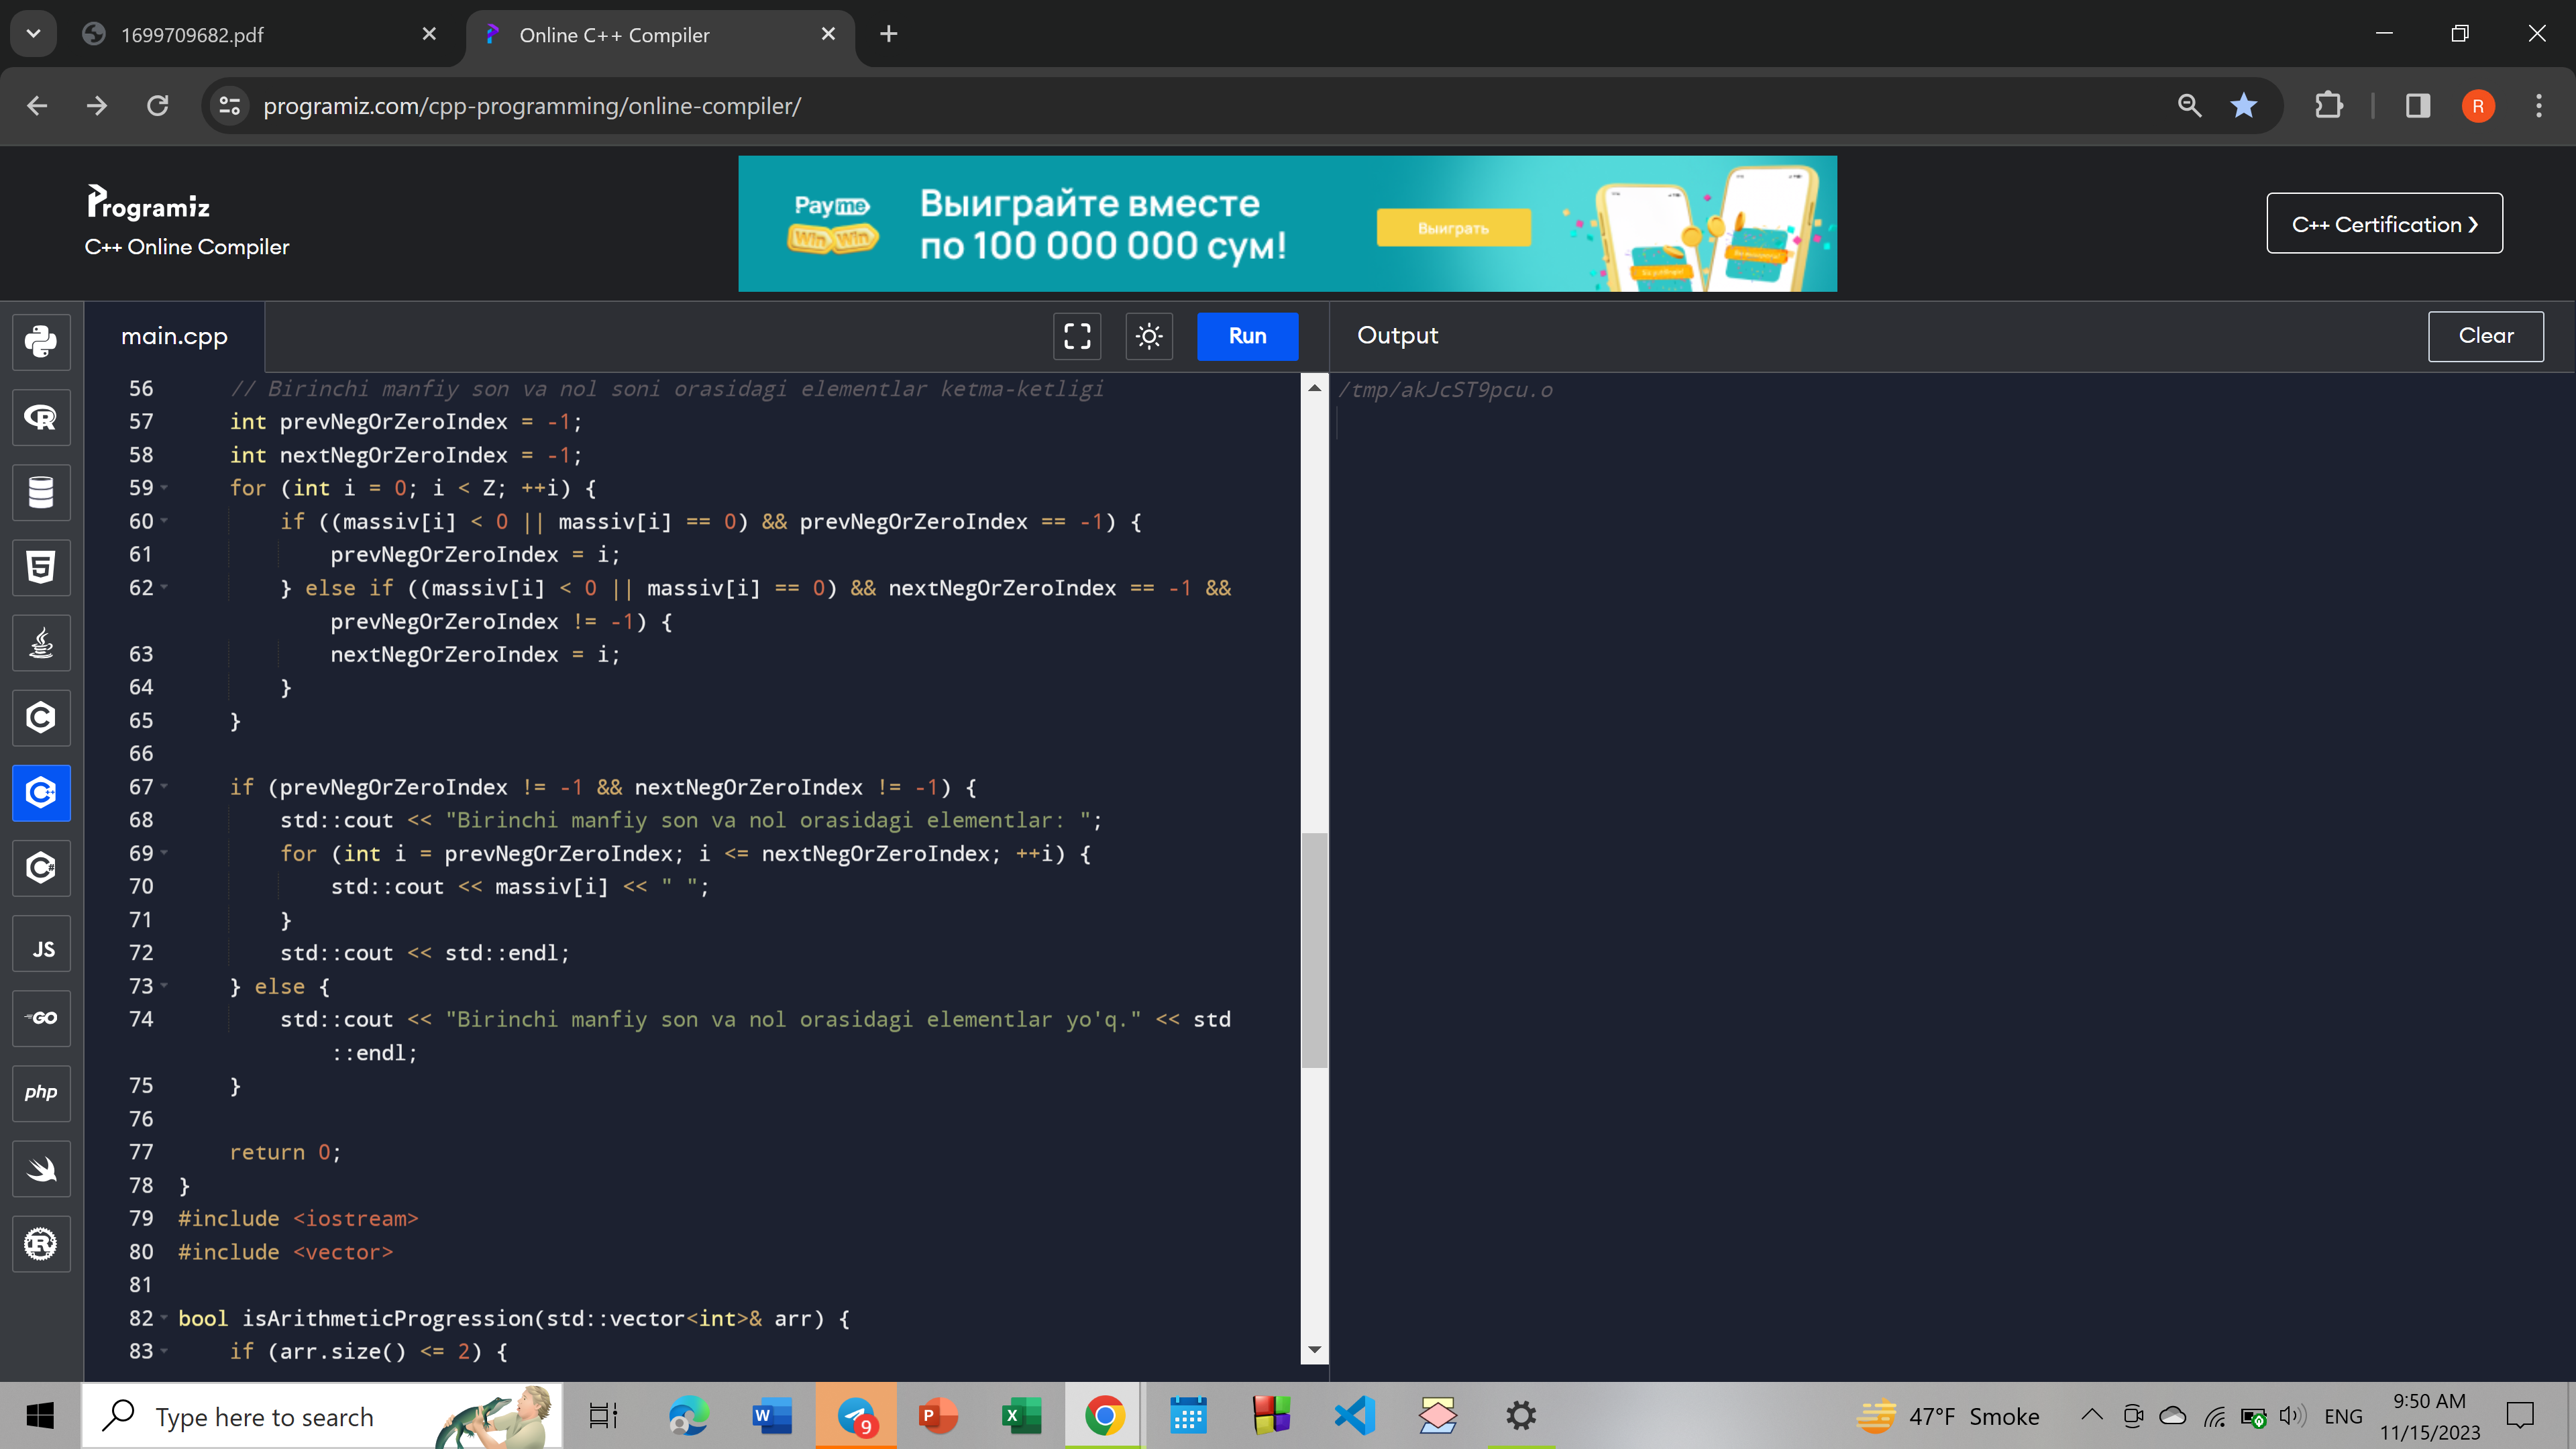 1699709682.pdf
Online C++ Compiler
programiz.com/cpp-programming/online-compiler/
R
Programiz
C++ Online Compiler
Payme
Win Win
Выиграйте вместе
по 100 000 000 сум!
Выиграть
C++ Certification ❯
main.cpp
Run
Output
Clear
/tmp/akJcST9pcu.o
56 // Birinchi manfiy son va nol soni orasidagi elementlar ketma-ketligi
57 int prevNegOrZeroIndex = -1;
58 int nextNegOrZeroIndex = -1;
59 for (int i = 0; i < Z; ++i) {
60 if ((massiv[i] < 0 || massiv[i] == 0) && prevNegOrZeroIndex == -1) {
61 prevNegOrZeroIndex = i;
62 } else if ((massiv[i] < 0 || massiv[i] == 0) && nextNegOrZeroIndex == -1 &&
prevNegOrZeroIndex != -1) {
63 nextNegOrZeroIndex = i;
64 }
65 }
66
67 if (prevNegOrZeroIndex != -1 && nextNegOrZeroIndex != -1) {
68 std::cout << "Birinchi manfiy son va nol orasidagi elementlar: ";
69 for (int i = prevNegOrZeroIndex; i <= nextNegOrZeroIndex; ++i) {
70 std::cout << massiv[i] << " ";
71 }
72 std::cout << std::endl;
73 } else {
74 std::cout << "Birinchi manfiy son va nol orasidagi elementlar yo'q." << std
::endl;
75 }
76
77 return 0;
78 }
79 #include <iostream>
80 #include <vector>
81
82 bool isArithmeticProgression(std::vector<int>& arr) {
83 if (arr.size() <= 2) {
JS
GO
php
Type here to search
9
47°F Smoke
ENG
9:50 AM
11/15/2023